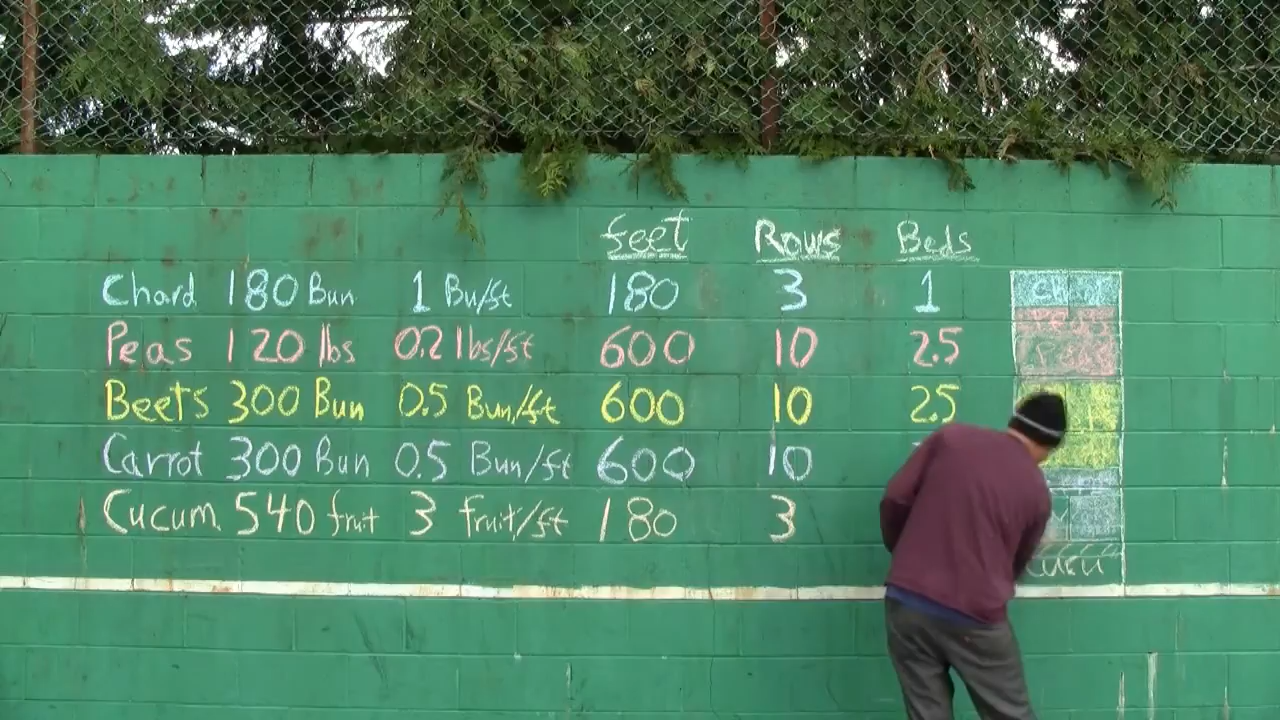 feet Rows Beds
Chard 180 Bun 1 Bu/ft 180 3 1
Peas 120 lbs 0.2 lbs/ft 600 10 2.5
Beets 300 Bun 0.5 Bun/ft 600 10 2.5
Carrot 300 Bun 0.5 Bun/ft 600 10
Cucum. 540 fruit 3 fruit/ft 180 3